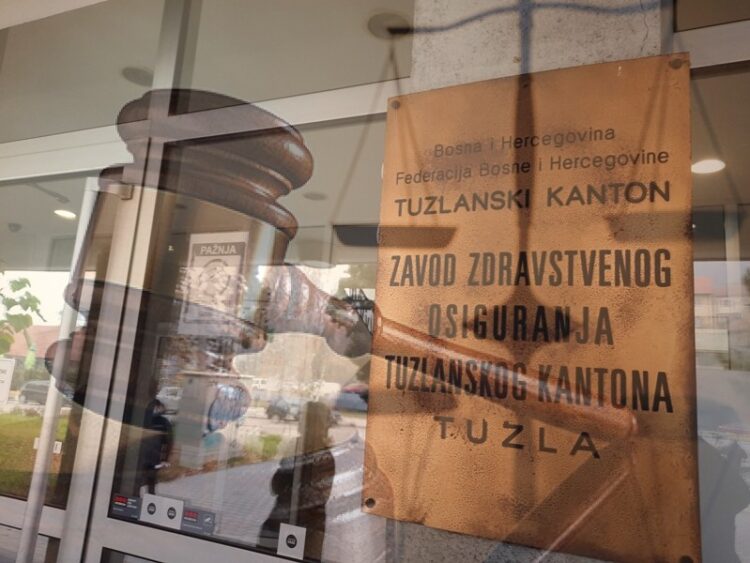 PAŽNJA
Bosna i Hercegovina
Federacija Bosne i Hercegovine
TUZLANSKI KANTON
ZAVOD ZDRAVSTVENOG
OSIGURANJA
TUZLANSKOG KANTONA
TUZLA